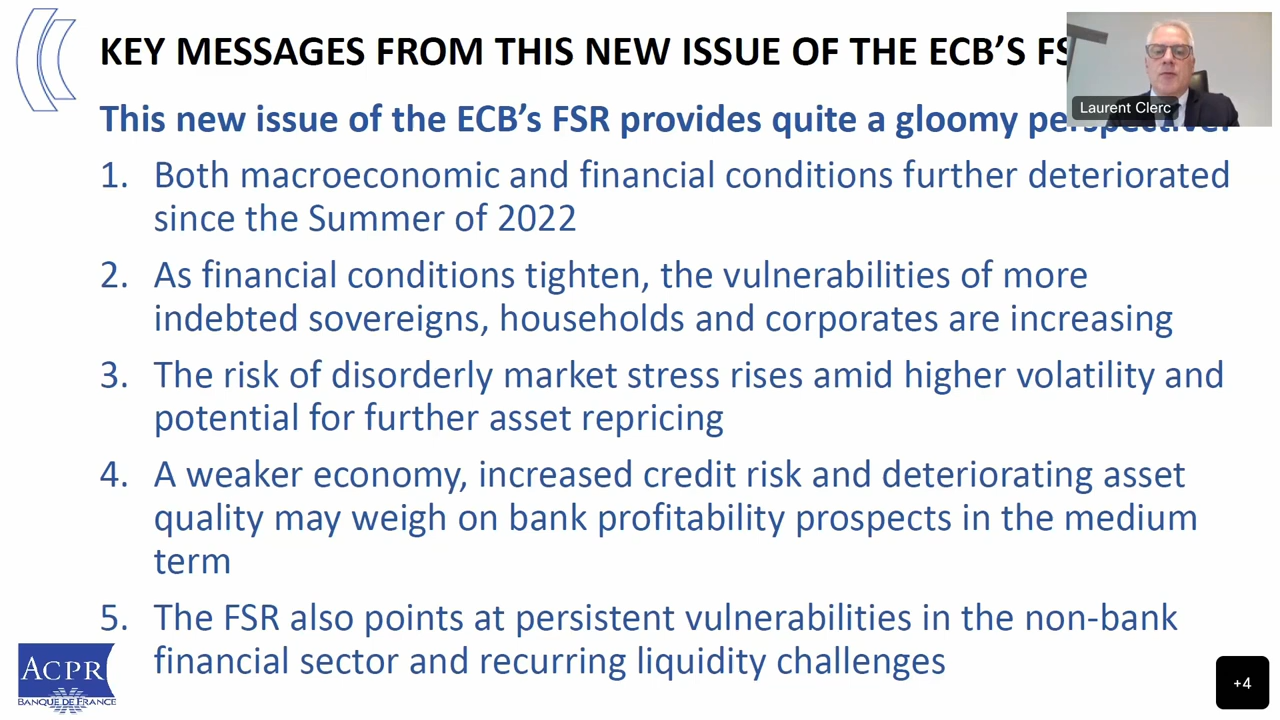 KEY MESSAGES FROM THIS NEW ISSUE OF THE ECB'S FS
Laurent Clerc
This new issue of the ECB's FSR provides quite a gloomy perspective.
1. Both macroeconomic and financial conditions further deteriorated
since the Summer of 2022
2. As financial conditions tighten, the vulnerabilities of more
indebted sovereigns, households and corporates are increasing
3. The risk of disorderly market stress rises amid higher volatility and
potential for further asset repricing
4. A weaker economy, increased credit risk and deteriorating asset
quality may weigh on bank profitability prospects in the medium
term
5. The FSR also points at persistent vulnerabilities in the non-bank
financial sector and recurring liquidity challenges
ACPR
BANQUE DE FRANCE
+4